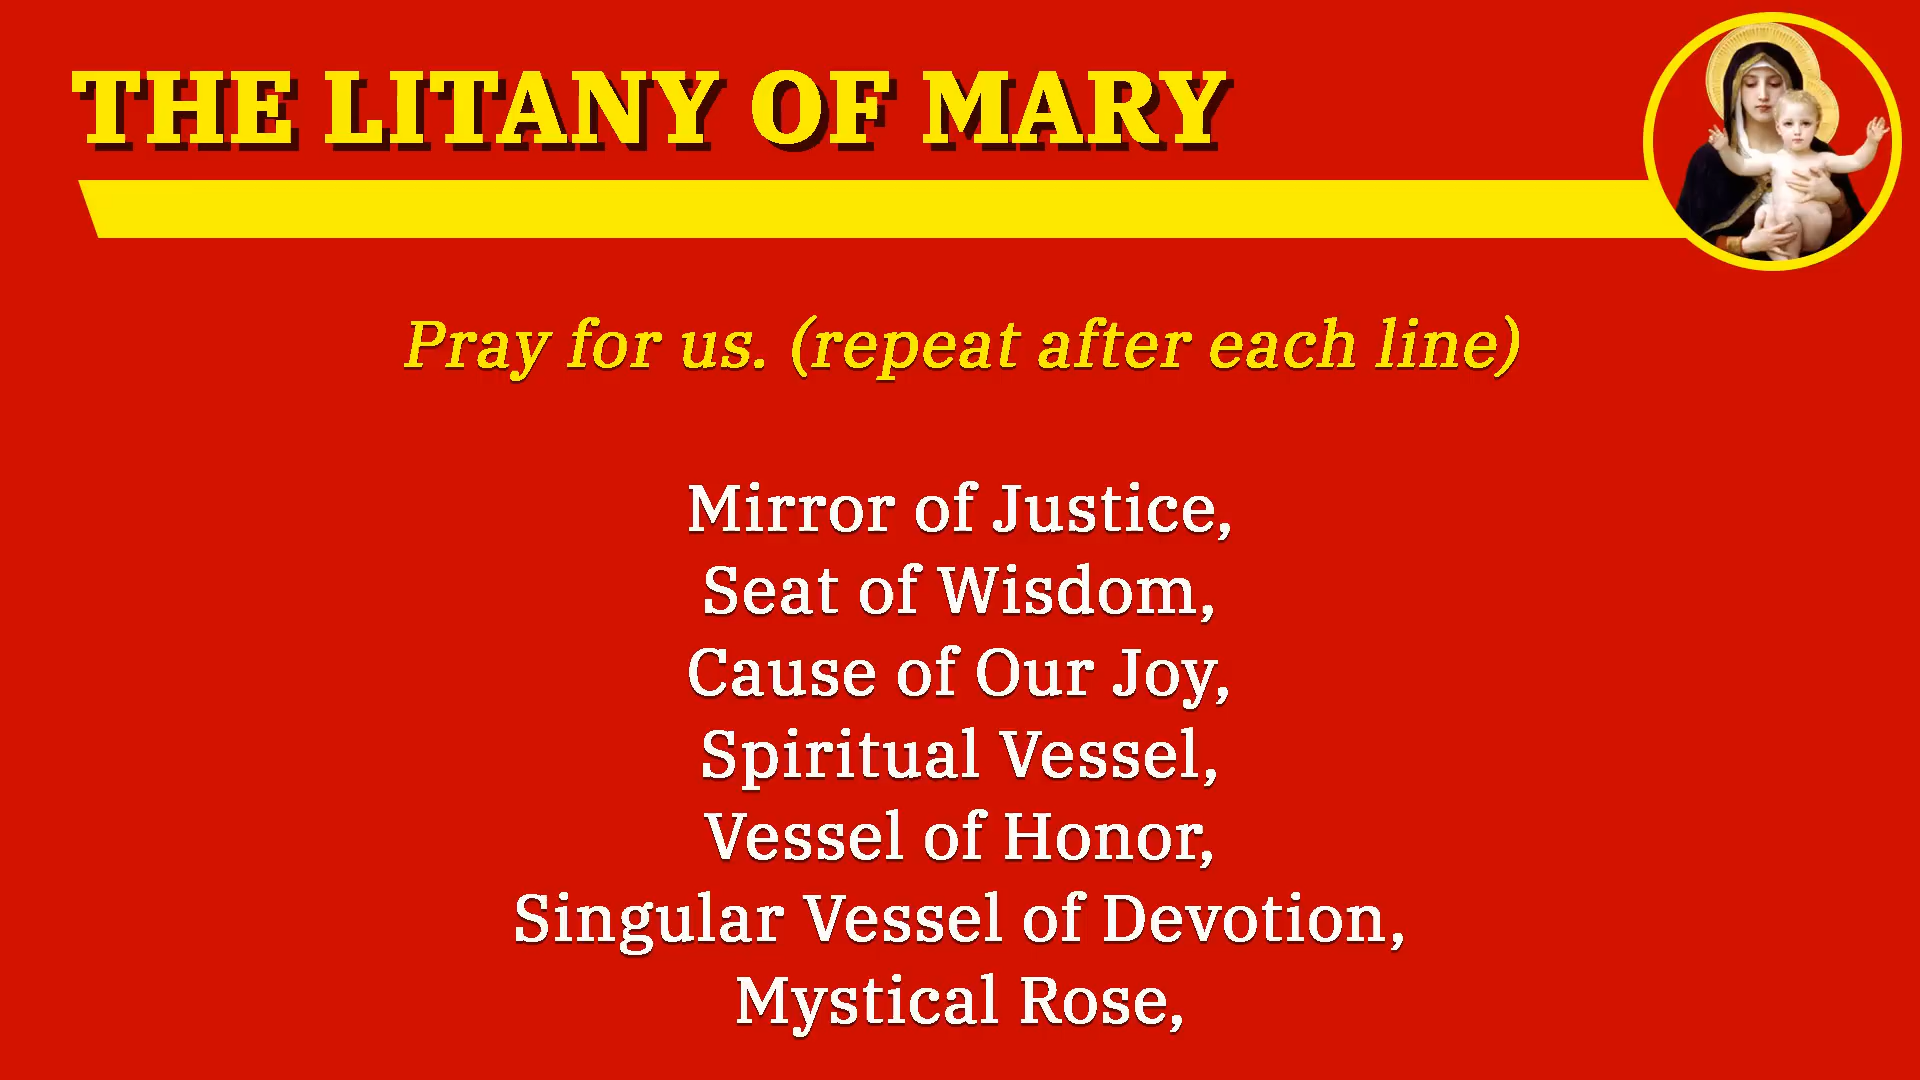 THE LITANY OF MARY
Pray for us. (repeat after each line)
Mirror of Justice,
Seat of Wisdom,
Cause of Our Joy,
Spiritual Vessel,
Vessel of Honor,
Singular Vessel of Devotion,
Mystical Rose,